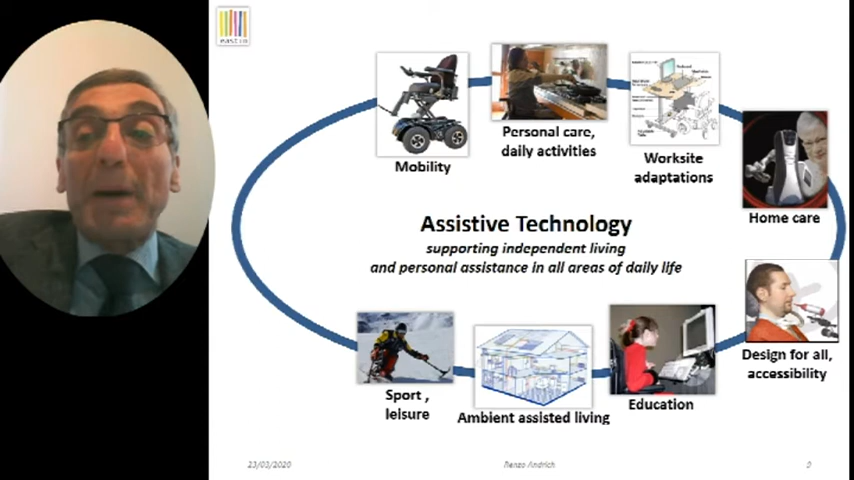 Mobility
Personal care,
daily activities
Worksite
adaptations
Home care
Assistive Technology
supporting independent living
and personal assistance in all areas of daily life
Design for all,
accessibility
Sport ,
leisure
Ambient assisted living
Education
23/03/2020
Renzo Andrich
9